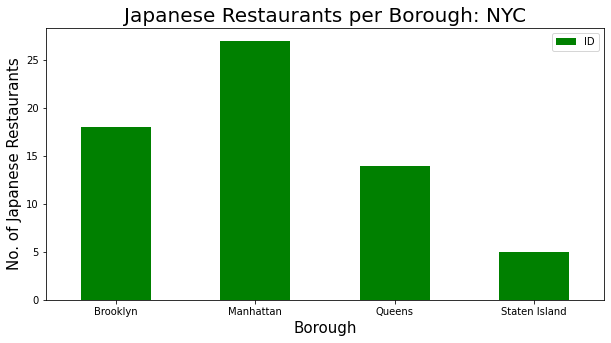 Japanese Restaurants per Borough: NYC
ID
No. of Japanese Restaurants
25
20
15
10
5
0
Brooklyn Manhattan Queens Staten Island
Borough